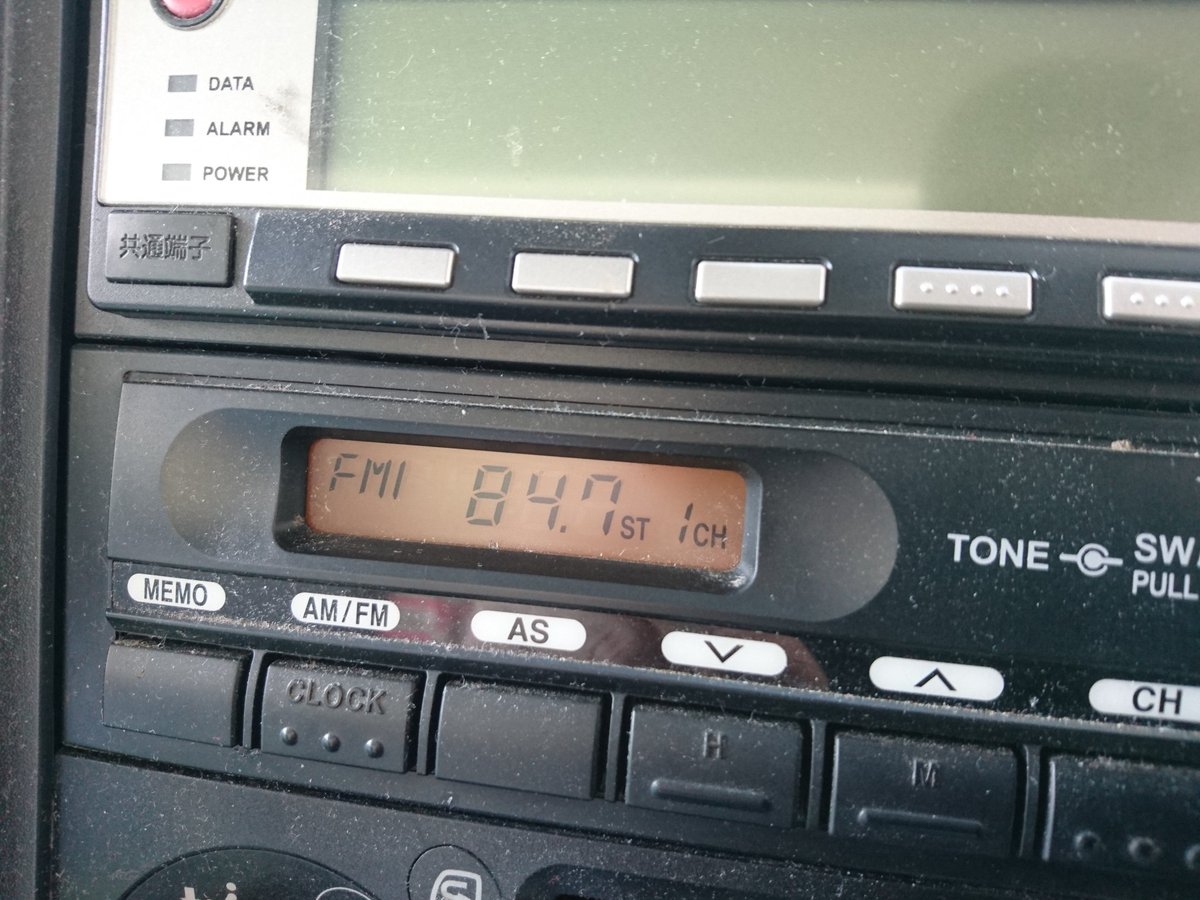 DATA
ALARM
POWER
共通端子
FM1 84.7 ST 1CH
TONE
PULL
MEMO
AM/FM
AS
CH
CLOCK
H
M